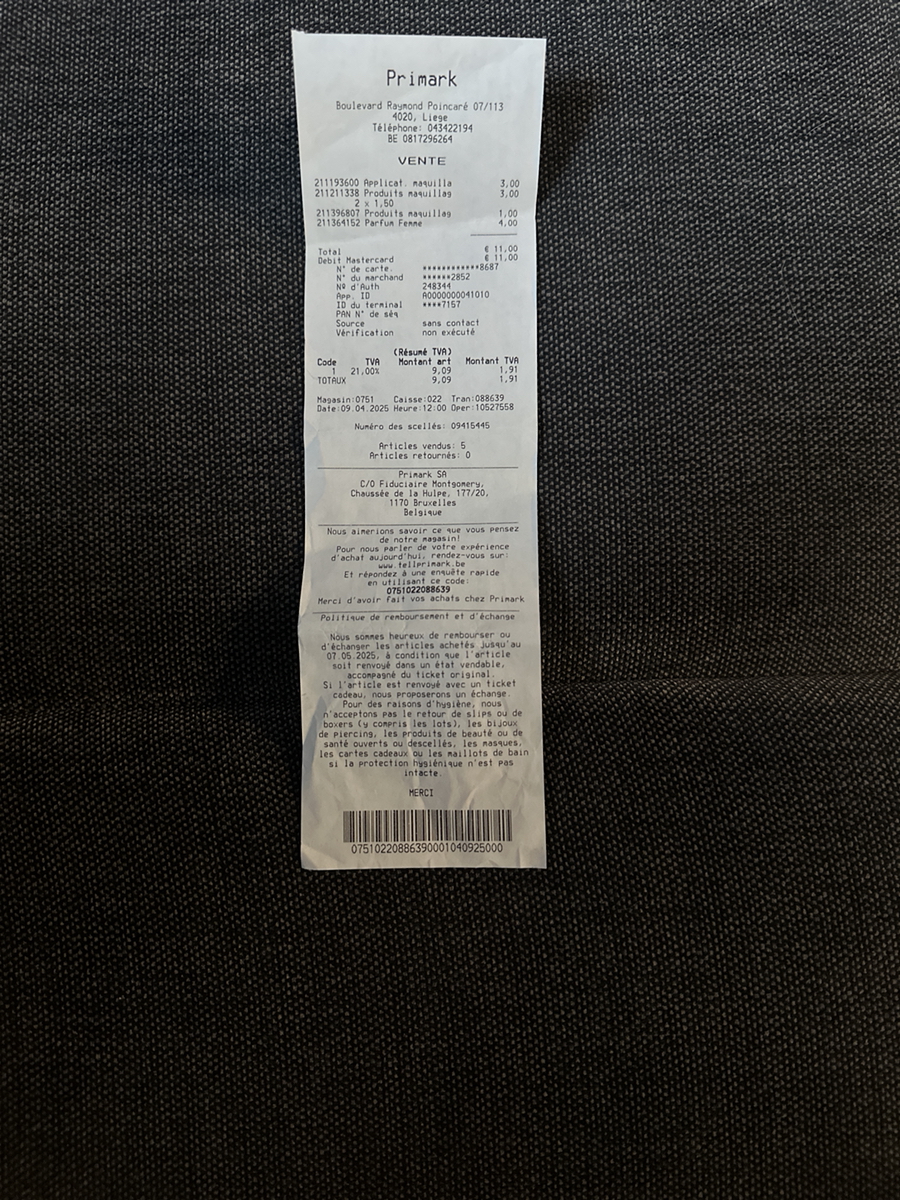 Primark
Boulevard Raymond Poincaré 07/113
4020, Liege
Téléphone: 043422194
BE 0817296264
VENTE
211193600 Applicat. maquilla 3,00
211211338 Produits maquillag 3,00
2 x 1,50
211396807 Produits maquillag 1,00
211364152 Parfum Femme 4,00
Total € 11,00
Debit Mastercard € 11,00
N° de carte. ************8687
N° du marchand ******2852
Nº d'Auth 248344
App. ID A0000000041010
ID du terminal ****7157
PAN N° de séq
Source sans contact
Vérification non exécuté
(Résumé TVA)
Code TVA Montant art Montant TVA
1 21,00% 9,09 1,91
TOTAUX 9,09 1,91
Magasin:0751 Caisse:022 Tran:088639
Date:09.04.2025 Heure:12:00 Oper:10527558
Numéro des scellés: 09415445
Articles vendus: 5
Articles retournés: 0
Primark SA
C/O Fiduciaire Montgomery,
Chaussée de la Hulpe, 177/20,
1170 Bruxelles
Belgique
Nous aimerions savoir ce que vous pensez
de notre magasin!
Pour nous parler de votre expérience
d'achat aujourd'hui, rendez-vous sur:
www.tellprimark.be
Et répondez à une enquête rapide
en utilisant ce code:
0751022088639
Merci d'avoir fait vos achats chez Primark
Politique de remboursement et d'échange
Nous sommes heureux de rembourser ou
d'échanger les articles achetés jusqu'au
07.05.2025, à condition que l'article
soit renvoyé dans un état vendable,
accompagné du ticket original.
Si l'article est renvoyé avec un ticket
cadeau, nous proposerons un échange.
Pour des raisons d'hygiène, nous
n'acceptons pas le retour de slips ou de
boxers (y compris les lots), les bijoux
de piercing, les produits de beauté ou de
santé ouverts ou descellés, les masques,
les cartes cadeaux ou les maillots de bain
si la protection hygiénique n'est pas
intacte.
MERCI
07510220886390001040925000